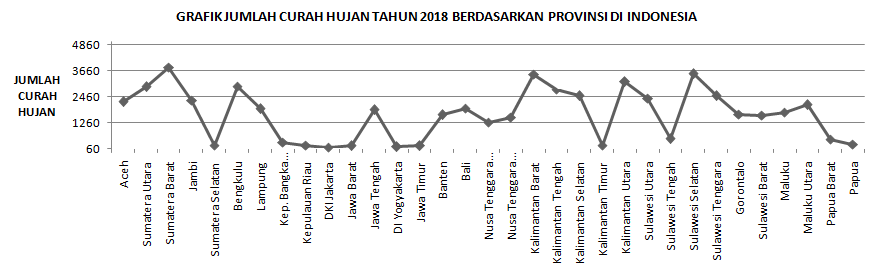 GRAFIK JUMLAH CURAH HUJAN TAHUN 2018 BERDASARKAN PROVINSI DI INDONESIA
JUMLAH
CURAH
HUJAN
4860
3660
2460
1260
60
Aceh
Sumatera Utara
Sumatera Barat
Jambi
Sumatera Selatan
Bengkulu
Lampung
Kep. Bangka...
Kepulauan Riau
DKI Jakarta
Jawa Barat
Jawa Tengah
DI Yogyakarta
Jawa Timur
Banten
Bali
Nusa Tenggara...
Nusa Tenggara...
Kalimantan Barat
Kalimantan Tengah
Kalimantan Selatan
Kalimantan Timur
Kalimantan Utara
Sulawesi Utara
Sulawesi Tengah
Sulawesi Selatan
Sulawesi Tenggara
Gorontalo
Sulawesi Barat
Maluku
Maluku Utara
Papua Barat
Papua